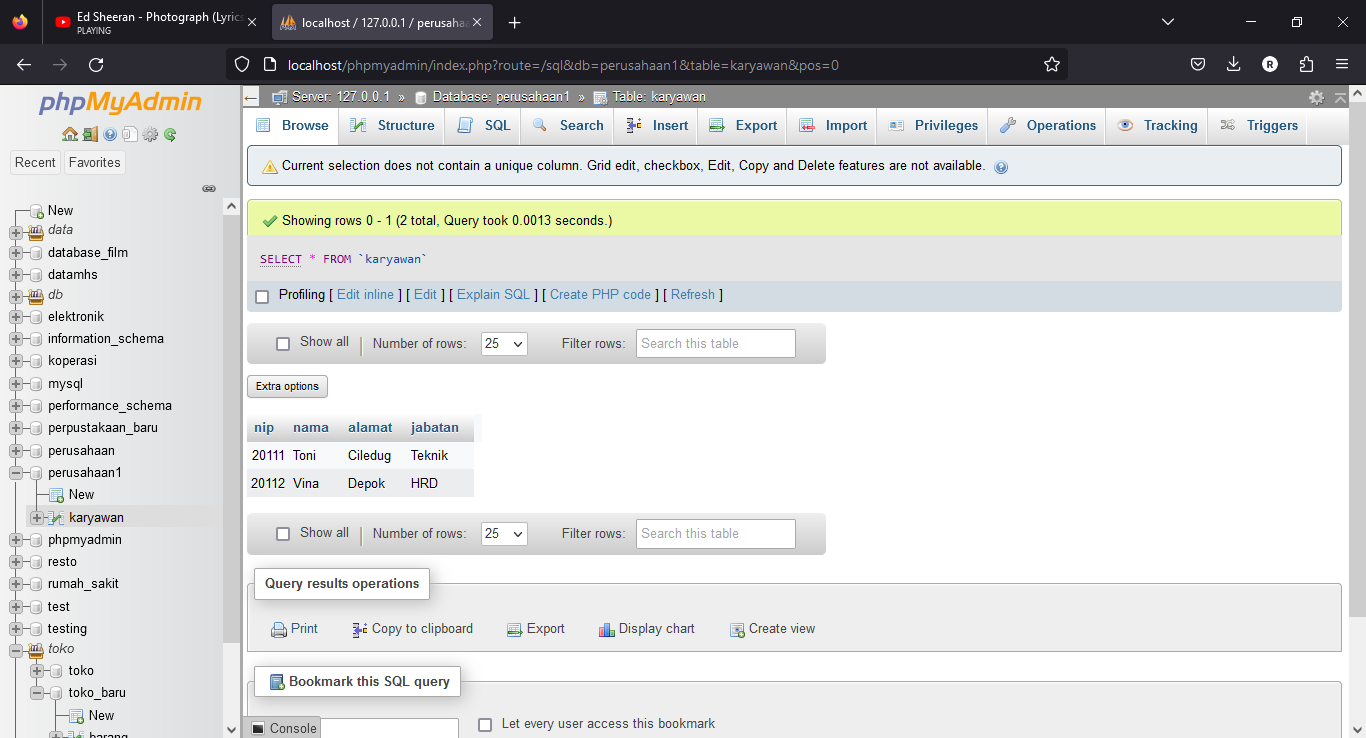 Ed Sheeran - Photograph (Lyrics
PLAYING
localhost / 127.0.0.1 / perusahaa
localhost/phpmyadmin/index.php?route=/sql&db=perusahaan1&table=karyawan&pos=0
phpMyAdmin
Recent Favorites
New
data
database_film
datamhs
db
elektronik
information_schema
koperasi
mysql
performance_schema
perpustakaan_baru
perusahaan
perusahaan1
New
karyawan
phpmyadmin
resto
rumah_sakit
test
testing
toko
toko
toko_baru
New
barang
Server: 127.0.0.1 » Database: perusahaan1 » Table: karyawan
Browse Structure SQL Search Insert Export Import Privileges Operations Tracking Triggers
Current selection does not contain a unique column. Grid edit, checkbox, Edit, Copy and Delete features are not available.
Showing rows 0 - 1 (2 total, Query took 0.0013 seconds.)
SELECT * FROM `karyawan`
Profiling [ Edit inline ] [ Edit ] [ Explain SQL ] [ Create PHP code ] [ Refresh ]
Show all Number of rows: 25 Filter rows: Search this table
Extra options
nip nama alamat jabatan
20111 Toni Ciledug Teknik
20112 Vina Depok HRD
Show all Number of rows: 25 Filter rows: Search this table
Query results operations
Print Copy to clipboard Export Display chart Create view
Bookmark this SQL query
Console Let every user access this bookmark